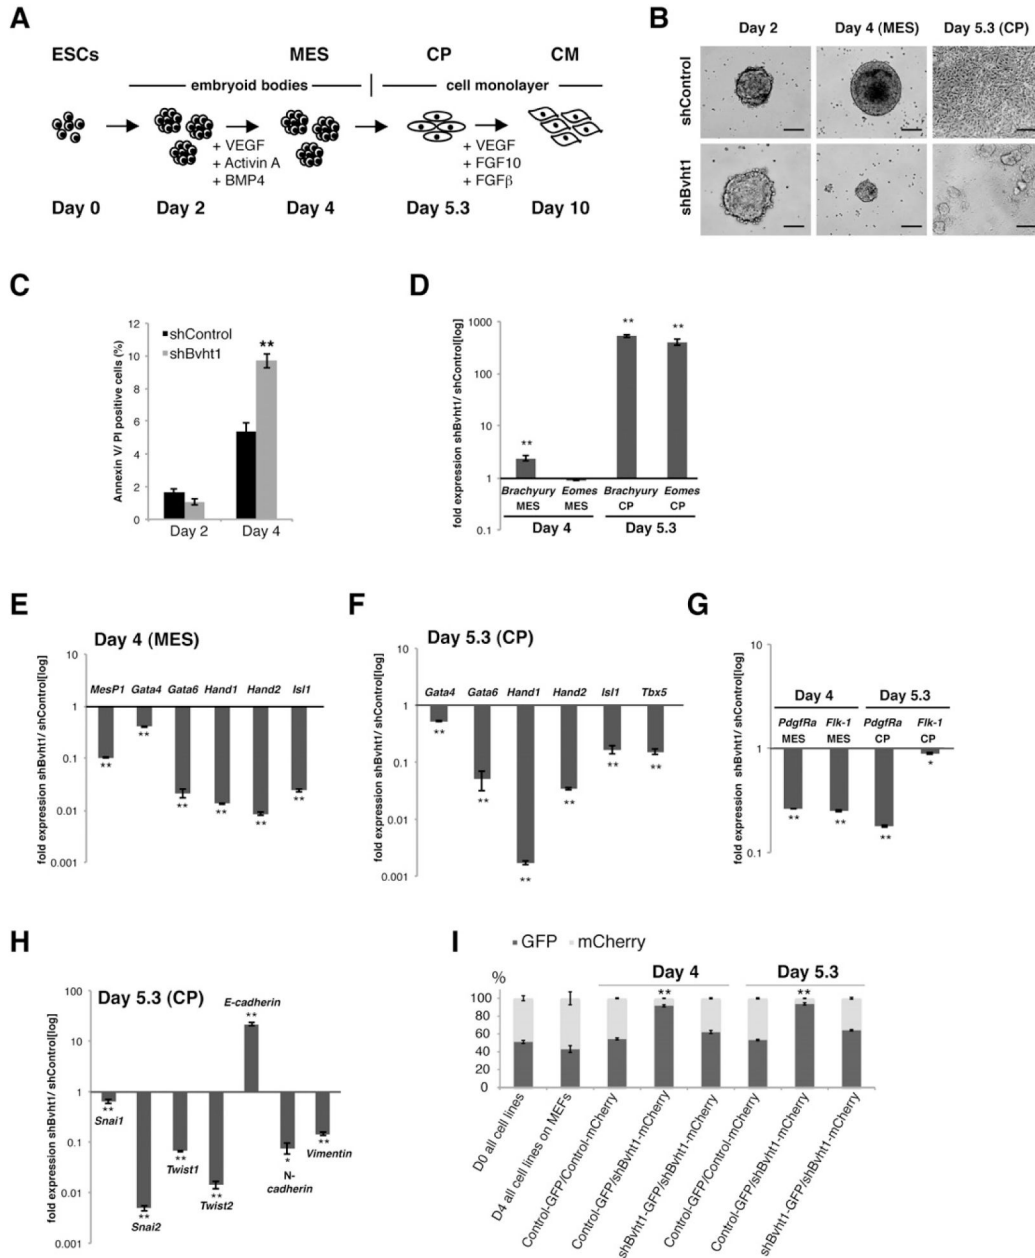 A
ESCs MES CP CM
embryoid bodies cell monolayer
+ VEGF
+ Activin A
+ BMP4
+ VEGF
+ FGF10
+ FGFβ
Day 0 Day 2 Day 4 Day 5.3 Day 10
B
Day 2 Day 4 (MES) Day 5.3 (CP)
shControl
shBvht1
C
Annexin V/ PI positive cells (%)
12
10
8
6
4
2
0
shControl
shBvht1
**
Day 2 Day 4
D
fold expression shBvht1/ shControl[log]
1000
100
10
1
0.1
** ** **
Brachyury Eomes Brachyury Eomes
MES MES CP CP
Day 4 Day 5.3
E
Day 4 (MES)
fold expression shBvht1/ shControl[log]
10
1
0.1
0.01
0.001
MesP1 Gata4 Gata6 Hand1 Hand2 Isl1
** ** ** ** ** **
F
Day 5.3 (CP)
fold expression shBvht1/ shControl[log]
10
1
0.1
0.01
0.001
Gata4 Gata6 Hand1 Hand2 Isl1 Tbx5
** ** ** ** ** **
G
fold expression shBvht1/ shControl[log]
10
1
0.1
Day 4 Day 5.3
PdgfRa Flk-1 PdgfRa Flk-1
MES MES CP CP
** ** ** *
H
Day 5.3 (CP)
fold expression shBvht1/ shControl[log]
100
10
1
0.1
0.01
0.001
E-cadherin
**
**
Snai1
**
Snai2
**
Twist1
**
Twist2
*
N-
cadherin
**
Vimentin
I
GFP mCherry
%
Day 4 Day 5.3
** **
100
80
60
40
20
0
D0 all cell lines
D4 all cell lines on MEFs
Control-GFP/Control-mCherry
Control-GFP/shBvht1-mCherry
shBvht1-GFP/shBvht1-mCherry
Control-GFP/Control-mCherry
Control-GFP/shBvht1-mCherry
shBvht1-GFP/shBvht1-mCherry